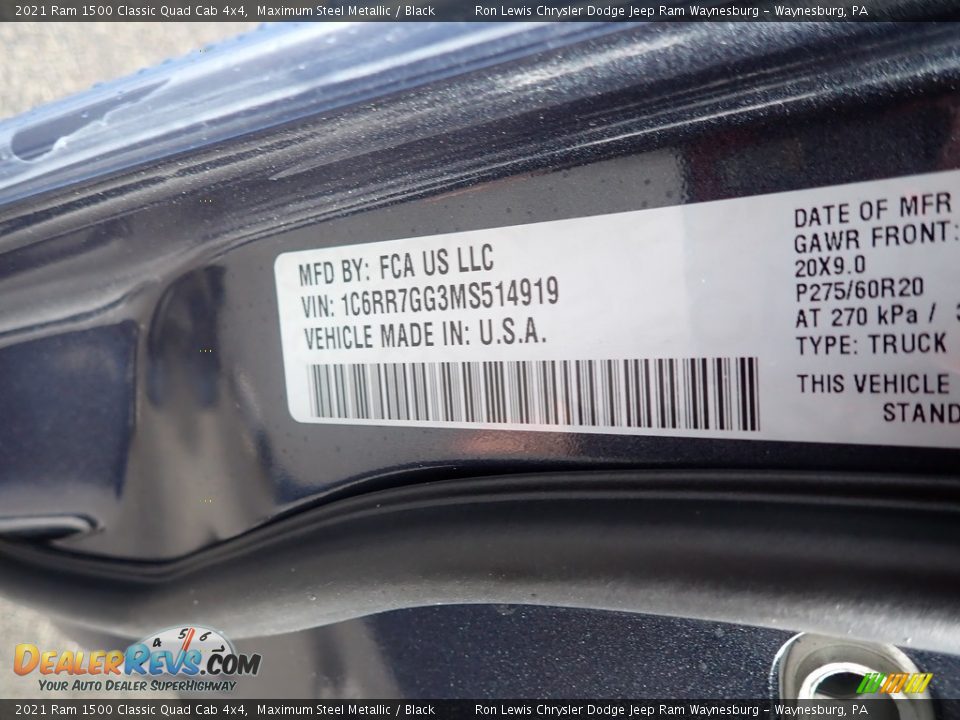 2021 Ram 1500 Classic Quad Cab 4x4, Maximum Steel Metallic / Black Ron Lewis Chrysler Dodge Jeep Ram Waynesburg - Waynesburg, PA
MFD BY: FCA US LLC
VIN: 1C6RR7GG3MS514919
VEHICLE MADE IN: U.S.A.
DATE OF MFR
GAWR FRONT:
20X9.0
P275/60R20
AT 270 kPa /
TYPE: TRUCK
THIS VEHICLE
STAND
4 5 6
DEALERREVS.COM
YOUR AUTO DEALER SUPERHIGHWAY
2021 Ram 1500 Classic Quad Cab 4x4, Maximum Steel Metallic / Black Ron Lewis Chrysler Dodge Jeep Ram Waynesburg - Waynesburg, PA